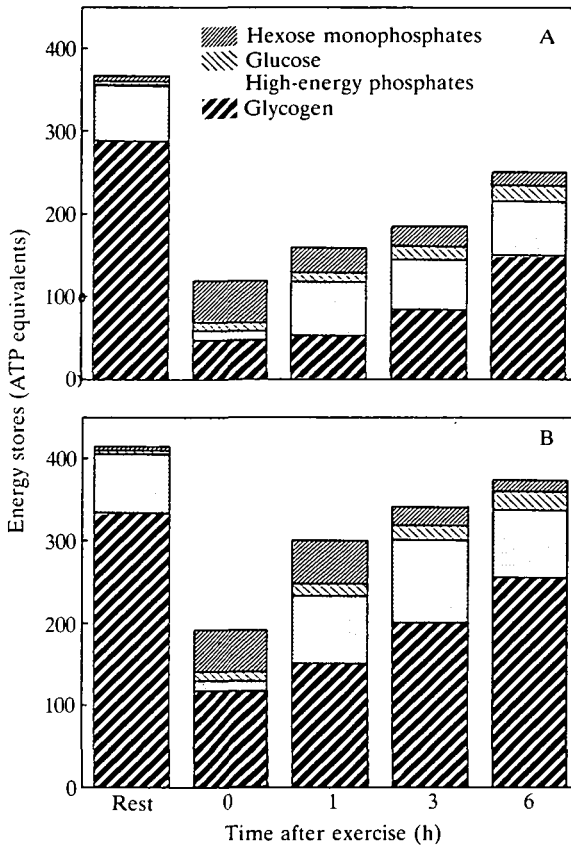 400
300
200
100
0
Hexose monophosphates
Glucose
High-energy phosphates
Glycogen
A
Energy stores (ATP equivalents)
B
400
300
200
100
0
Rest 0 1 3 6
Time after exercise (h)